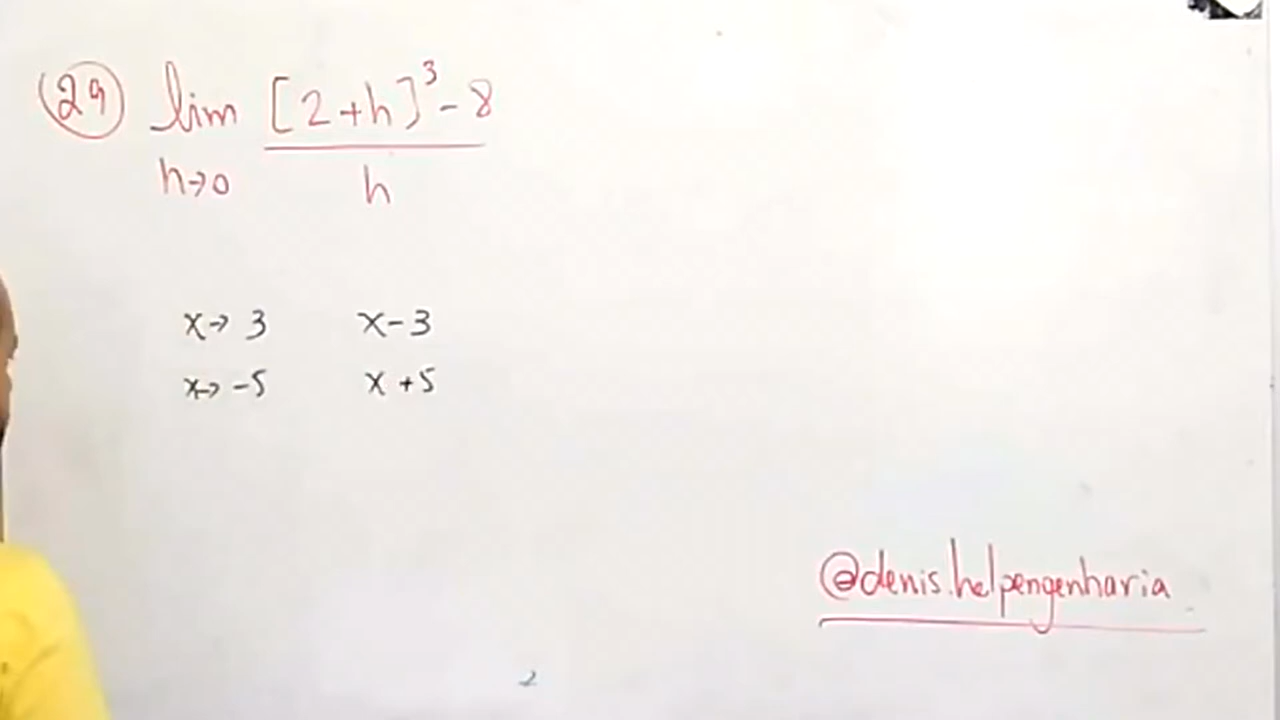 29 lim [2+h]³-8
h→0 h
x→ 3 x-3
x→ -5 x+5
@denis.helpengenharia